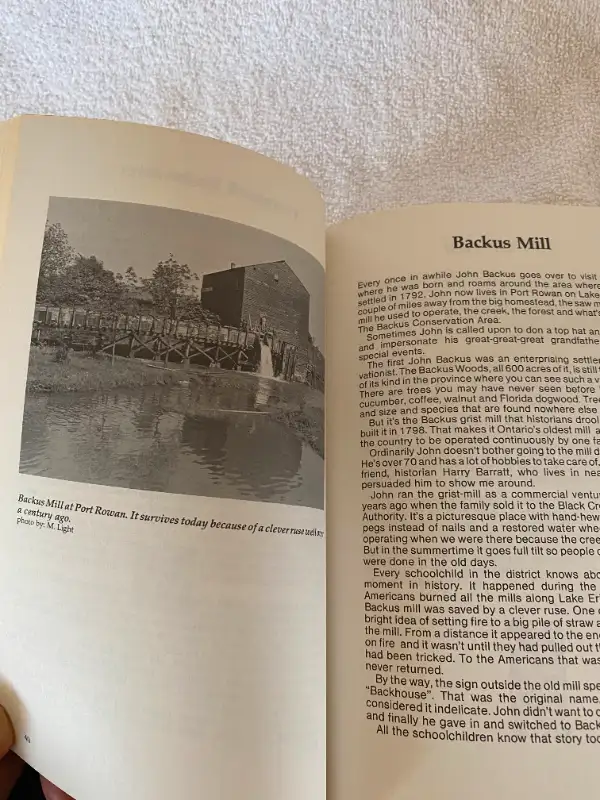 Backus Mill at Port Rowan. It survives today because of a clever ruse well over
a century ago.
photo by: M. Light
Backus Mill
Every once in awhile John Backus goes over to visit
where he was born and roams around the area where
settled in 1792. John now lives in Port Rowan on Lake
couple of miles away from the big homestead, the saw m
mill he used to operate, the creek, the forest and what's
The Backus Conservation Area.
Sometimes John is called upon to don a top hat an
and impersonate his great-great-great grandfathe
special events.
The first John Backus was an enterprising settler
vationist. The Backus Woods, all 600 acres of it, is still
of its kind in the province where you can see such a v
There are trees you may have never seen before
cucumber, coffee, walnut and Florida dogwood. Tree
and size and species that are found nowhere else
But it's the Backus grist mill that historians drool
built it in 1798. That makes it Ontario's oldest mill a
the country to be operated continuously by one fa
Ordinarily John doesn't bother going to the mill d
He's over 70 and has a lot of hobbies to take care of.
friend, historian Harry Barratt, who lives in nea
persuaded him to show me around.
John ran the grist-mill as a commercial ventu
years ago when the family sold it to the Black Cre
Authority. It's a picturesque place with hand-hew
pegs instead of nails and a restored water whe
operating when we were there because the cree
But in the summertime it goes full tilt so people c
were done in the old days.
Every schoolchild in the district knows abo
moment in history. It happened during the
Americans burned all the mills along Lake Er
Backus mill was saved by a clever ruse. One o
bright idea of setting fire to a big pile of straw a
the mill. From a distance it appeared to the ene
on fire and it wasn't until they had pulled out th
had been tricked. To the Americans that was
never returned.
By the way, the sign outside the old mill spe
"Backhouse". That was the original name.
considered it indelicate. John didn't want to c
and finally he gave in and switched to Back
All the schoolchildren know that story too